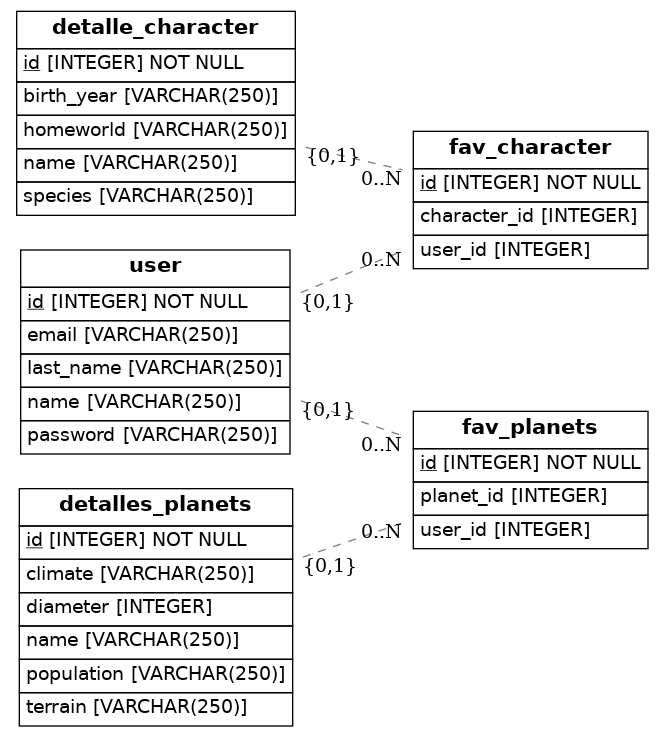 detalle_character
id [INTEGER] NOT NULL
birth_year [VARCHAR(250)]
homeworld [VARCHAR(250)]
name [VARCHAR(250)]
species [VARCHAR(250)]
{0,1}
0..N
fav_character
id [INTEGER] NOT NULL
character_id [INTEGER]
user_id [INTEGER]
0..N
{0,1}
user
id [INTEGER] NOT NULL
email [VARCHAR(250)]
last_name [VARCHAR(250)]
name [VARCHAR(250)]
password [VARCHAR(250)]
{0,1}
0..N
fav_planets
id [INTEGER] NOT NULL
planet_id [INTEGER]
user_id [INTEGER]
0..N
{0,1}
detalles_planets
id [INTEGER] NOT NULL
climate [VARCHAR(250)]
diameter [INTEGER]
name [VARCHAR(250)]
population [VARCHAR(250)]
terrain [VARCHAR(250)]